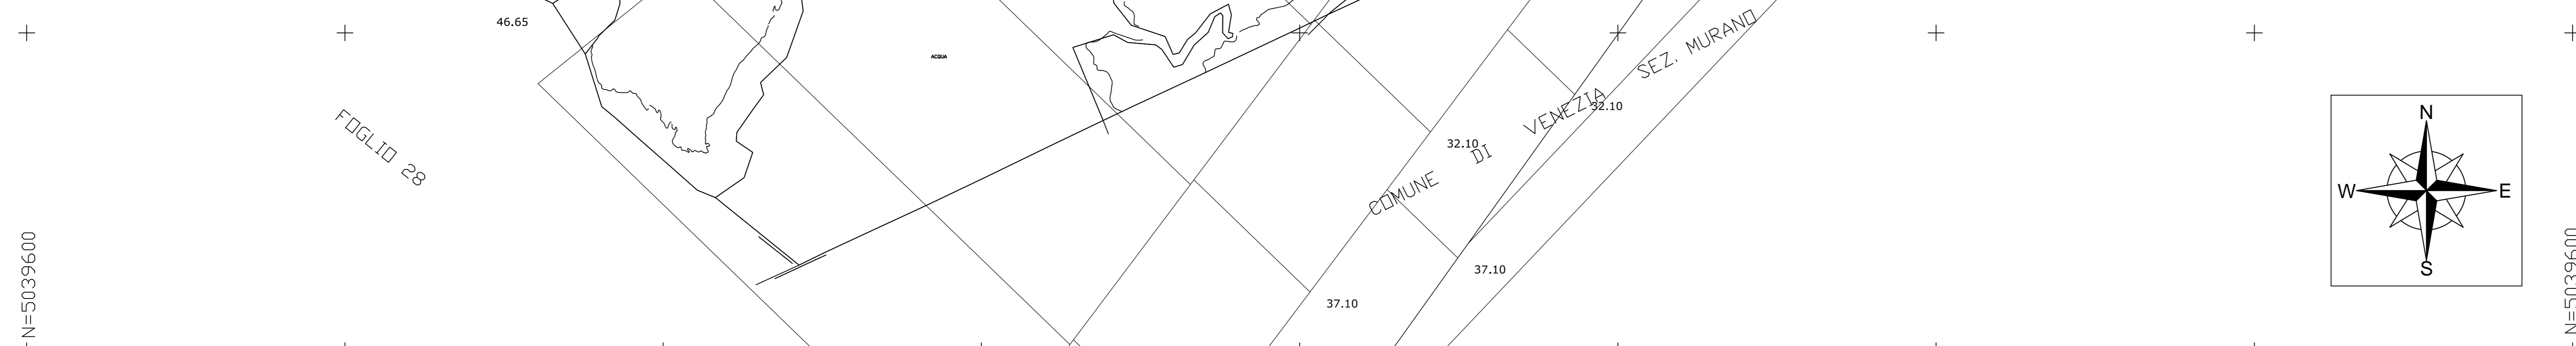 46.65
ACQUA
SEZ. MURANO
VENEZIA
32.10
FOGLIO 28
32.10
DI
COMUNE
N
W E
S
37.10
37.10
N=5039600
N=5039600